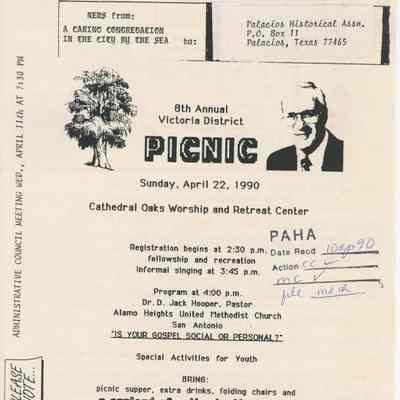 NEWS from:
A CARING CONGREGATION
IN THE CITY BY THE SEA
to:
Palacios Historical Assn.
P.O. Box 11
Palacios, Texas 77465
ADMINISTRATIVE COUNCIL MEETING WED., APRIL 11th AT 7:30 PM
8th Annual
Victoria District
PICNIC
Sunday, April 22, 1990
Cathedral Oaks Worship and Retreat Center
Registration begins at 2:30 p.m.
fellowship and recreation
Informal singing at 3:45 p.m.
PAHA
Date Recd
Action CC ✓
mc ✓
Program at 4:00 p.m.
Dr. D. Jack Hooper, Pastor
Alamo Heights United Methodist Church
San Antonio
"IS YOUR GOSPEL SOCIAL OR PERSONAL?"
Special Activities for Youth
BRING:
picnic supper, extra drinks, folding chairs and
PLEASE
NOTE...